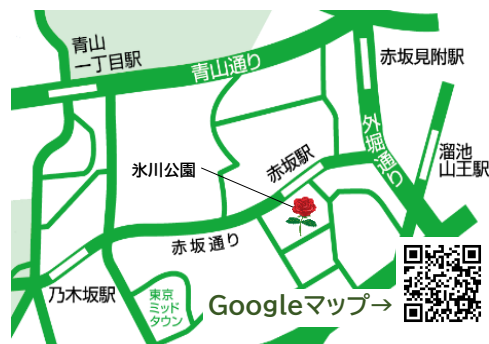 青山
一丁目駅
青山通り
赤坂見附駅
外堀通り
溜池
山王駅
氷川公園
赤坂駅
赤坂通り
乃木坂駅
東京
ミッド
タウン
Googleマップ→